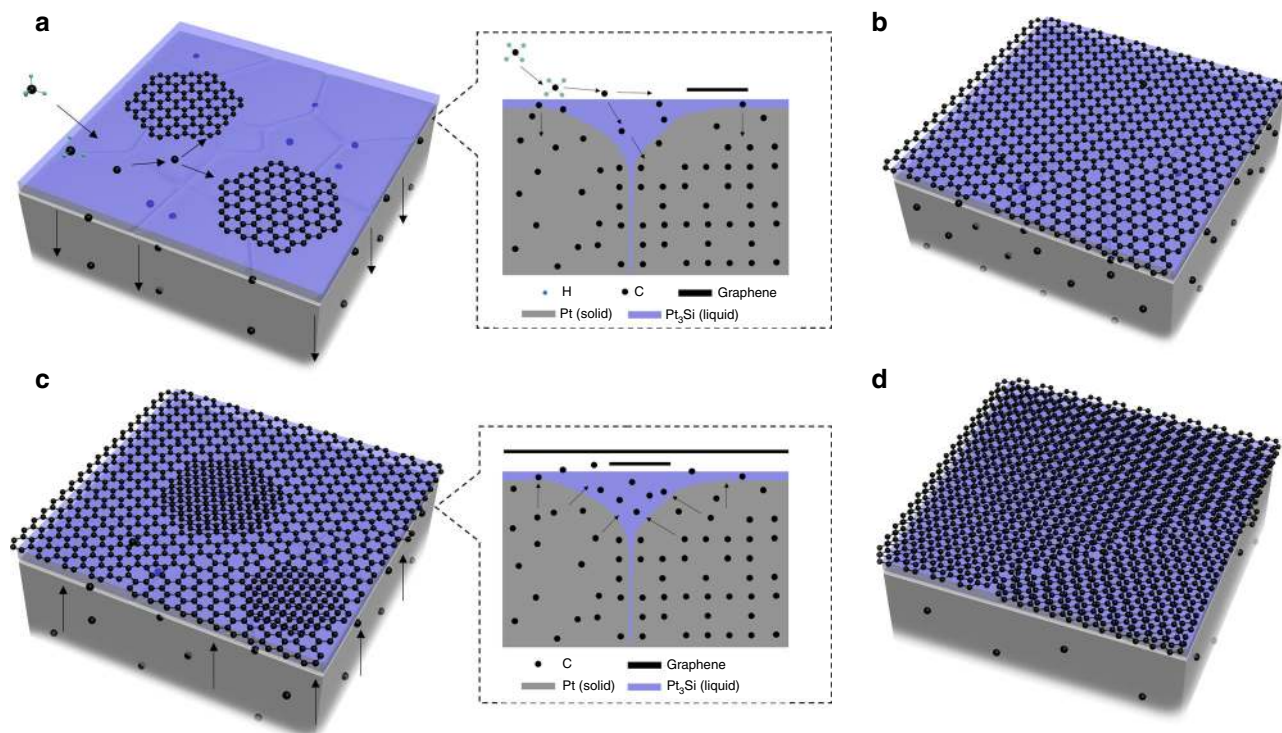 a
b
H C Graphene
Pt (solid) Pt₃Si (liquid)
c
d
C Graphene
Pt (solid) Pt₃Si (liquid)